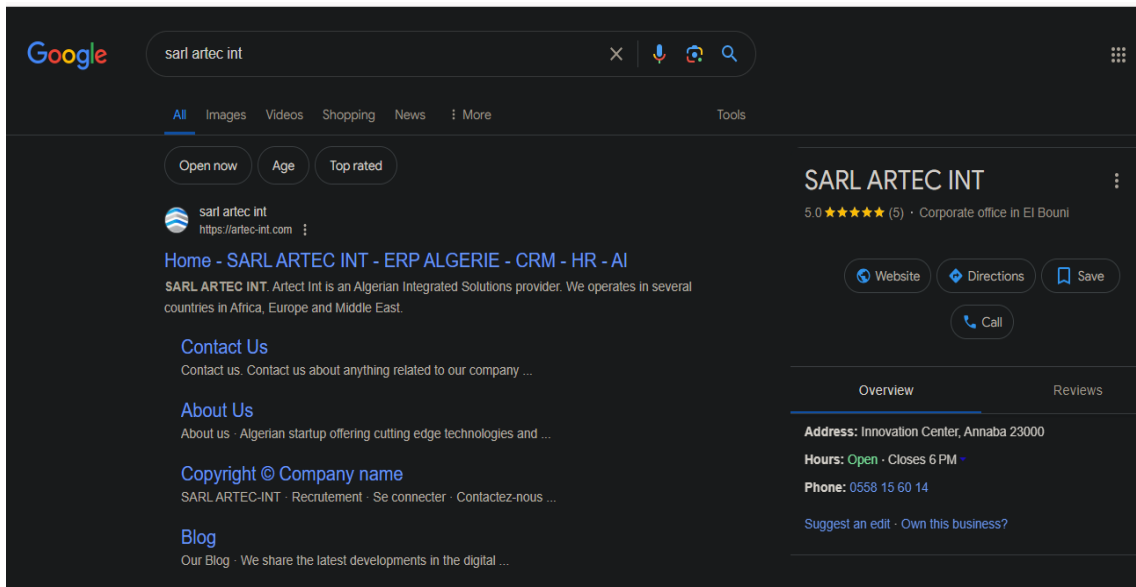 Google
sarl artec int
All Images Videos Shopping News More Tools
Open now Age Top rated
sarl artec int
https://artec-int.com
Home - SARL ARTEC INT - ERP ALGERIE - CRM - HR - AI
SARL ARTEC INT. Artect Int is an Algerian Integrated Solutions provider. We operates in several
countries in Africa, Europe and Middle East.
Contact Us
Contact us. Contact us about anything related to our company ...
About Us
About us · Algerian startup offering cutting edge technologies and ...
Copyright © Company name
SARL ARTEC-INT · Recrutement · Se connecter · Contactez-nous ...
Blog
Our Blog · We share the latest developments in the digital ...
SARL ARTEC INT
5.0 ★★★★★ (5) · Corporate office in El Bouni
Website Directions Save
Call
Overview Reviews
Address: Innovation Center, Annaba 23000
Hours: Open · Closes 6 PM
Phone: 0558 15 60 14
Suggest an edit · Own this business?